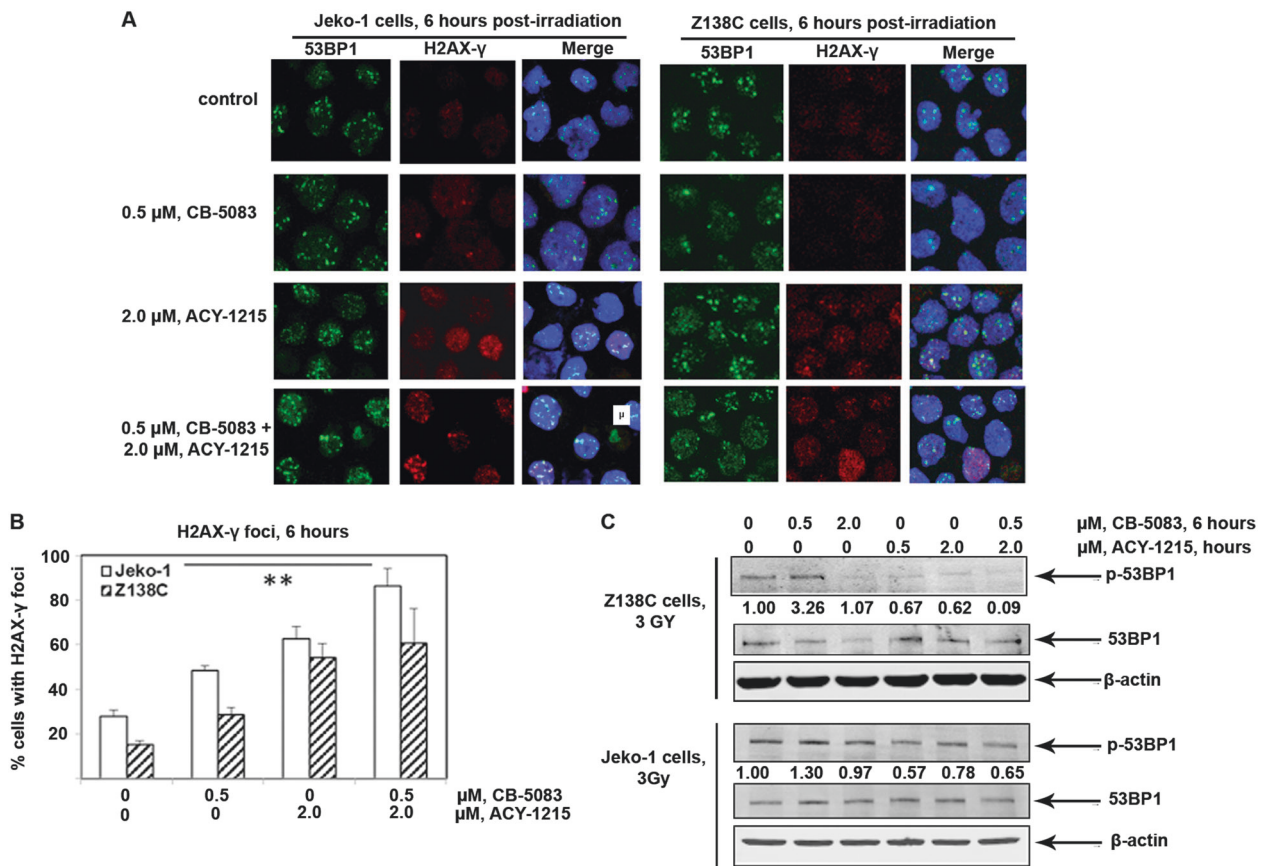 A
Jeko-1 cells, 6 hours post-irradiation
53BP1 H2AX-γ Merge
Z138C cells, 6 hours post-irradiation
53BP1 H2AX-γ Merge
control
0.5 µM, CB-5083
2.0 µM, ACY-1215
0.5 µM, CB-5083 +
2.0 µM, ACY-1215
µ
B
H2AX-γ foci, 6 hours
% cells with H2AX-γ foci
100
80
60
40
20
Jeko-1
Z138C
**
0 0.5 0 0.5 µM, CB-5083
0 0 2.0 2.0 µM, ACY-1215
C
0 0.5 2.0 0 0 0.5 µM, CB-5083, 6 hours
0 0 0 0.5 2.0 2.0 µM, ACY-1215, hours
Z138C cells,
3 GY
p-53BP1
1.00 3.26 1.07 0.67 0.62 0.09
53BP1
β-actin
Jeko-1 cells,
3Gy
p-53BP1
1.00 1.30 0.97 0.57 0.78 0.65
53BP1
β-actin